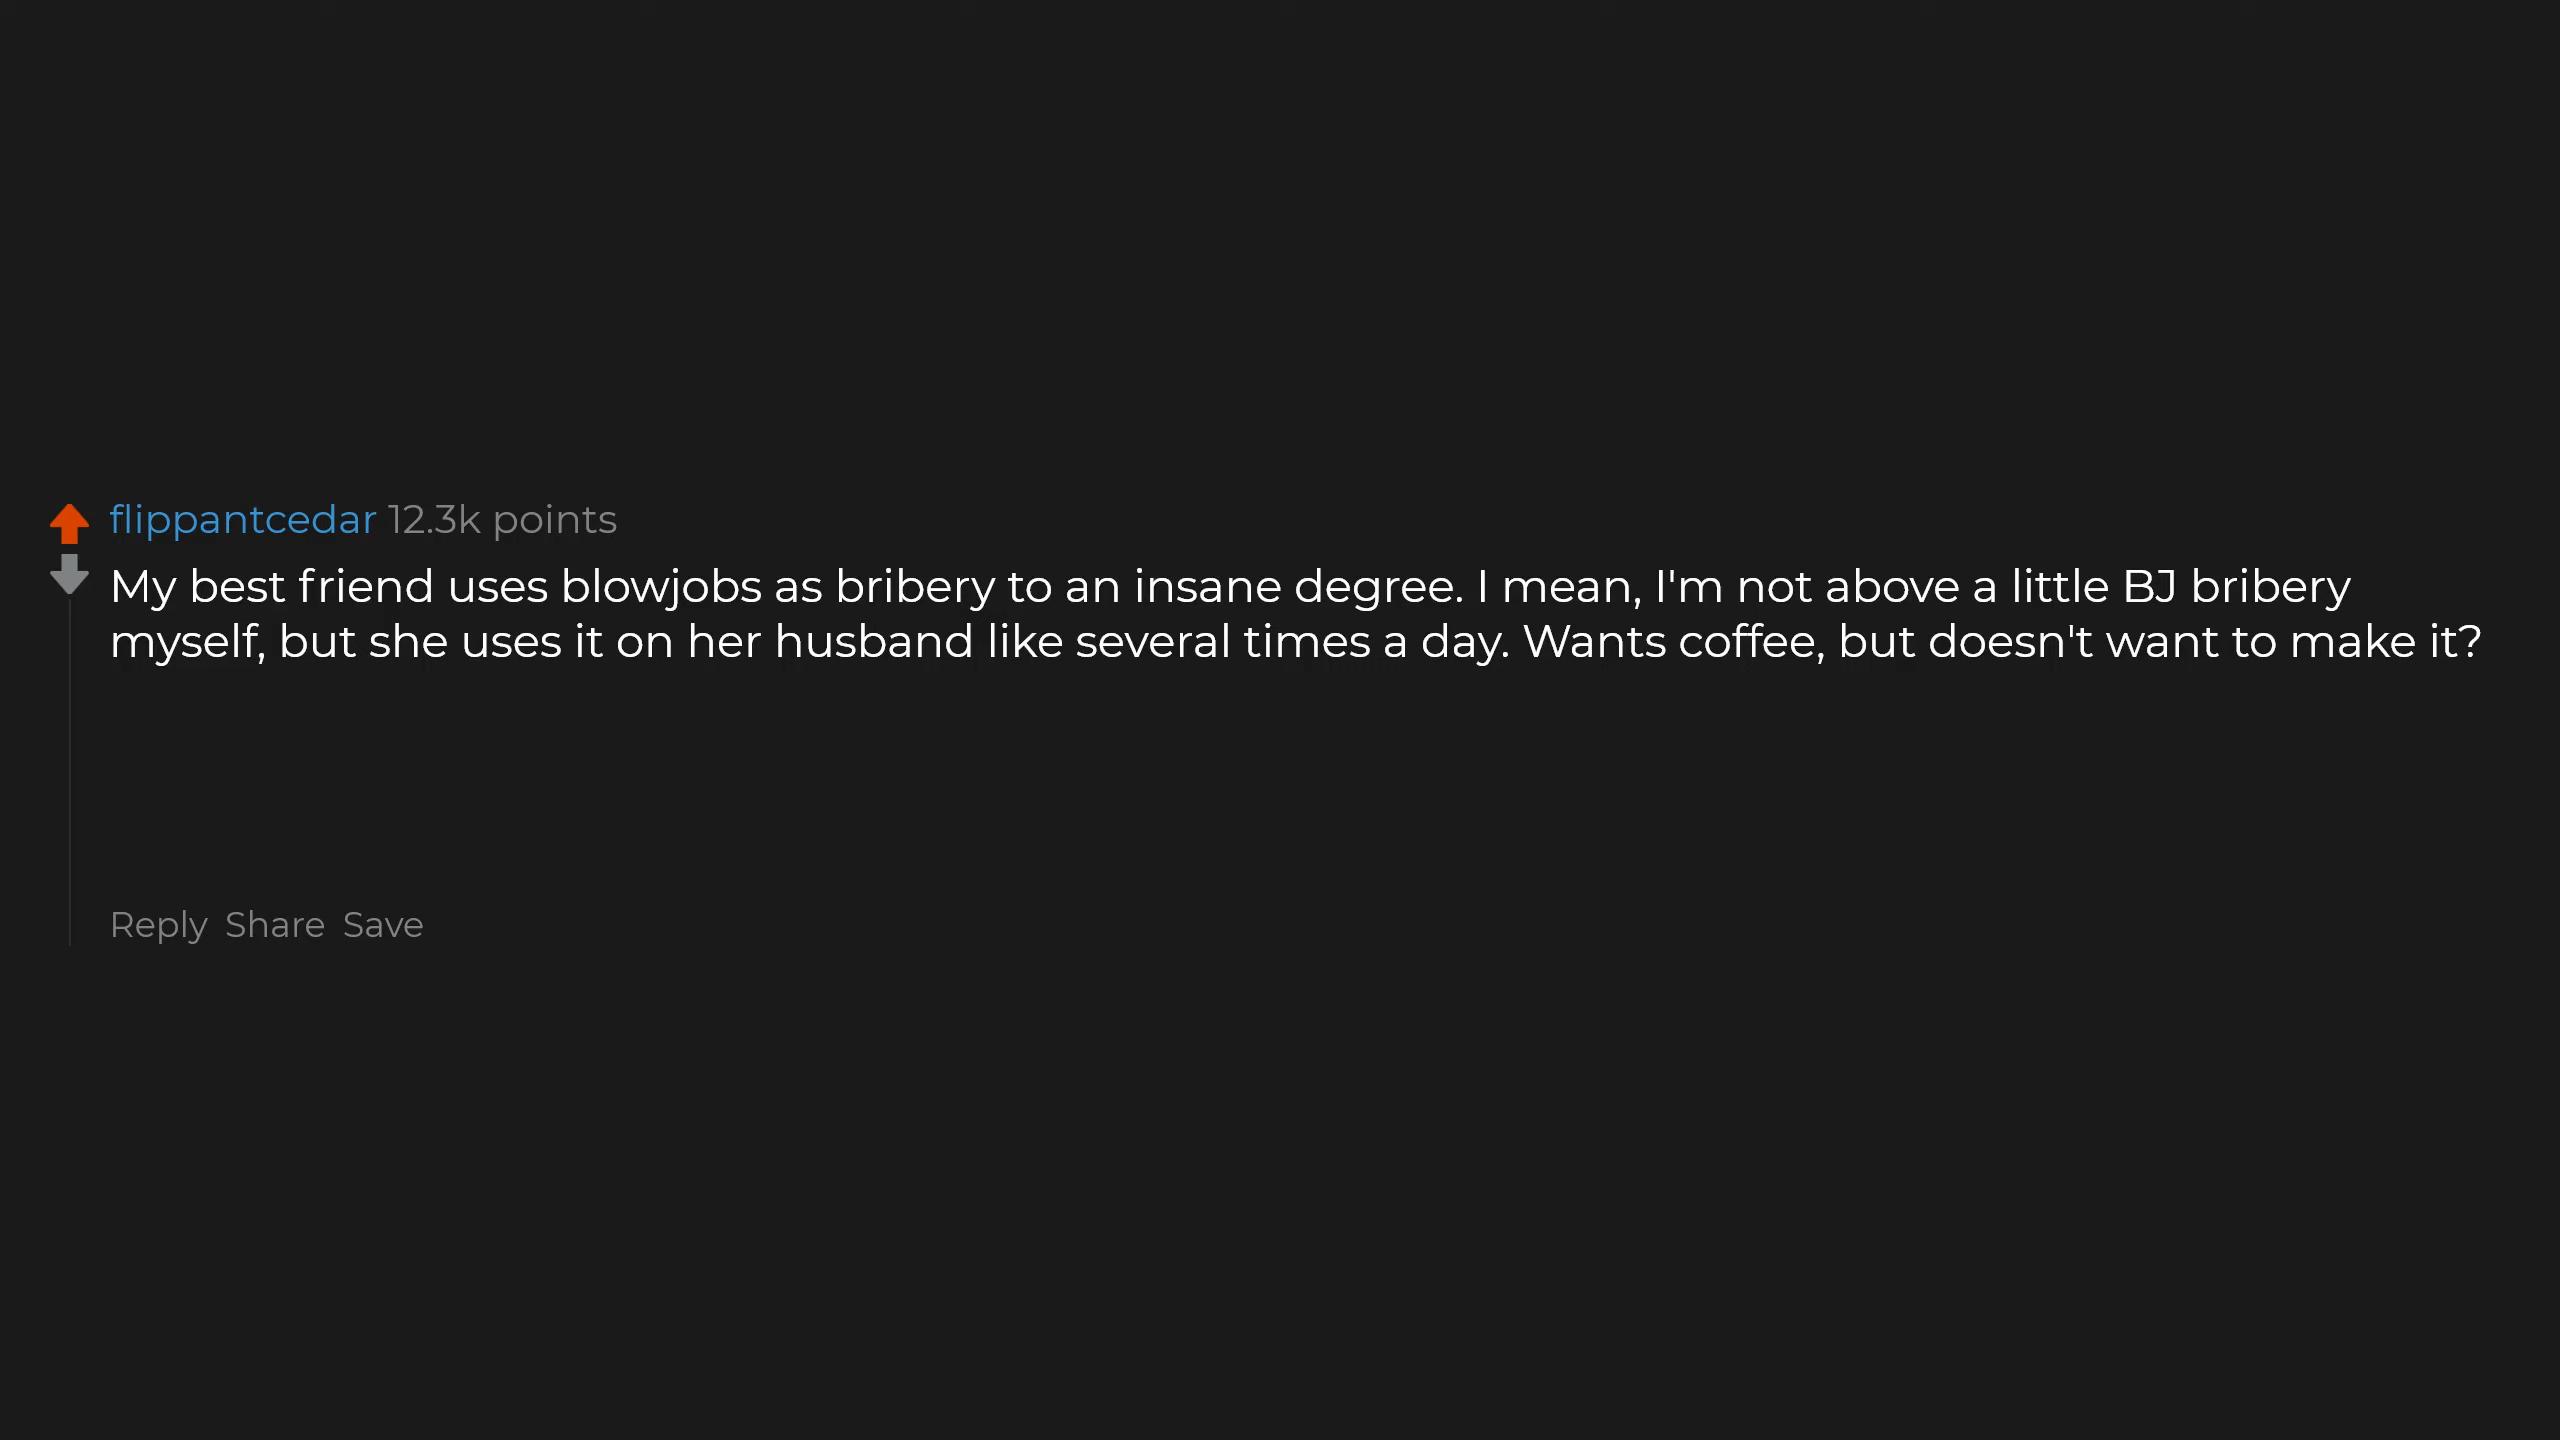 flippantcedar 12.3k points
My best friend uses blowjobs as bribery to an insane degree. I mean, I'm not above a little BJ bribery
myself, but she uses it on her husband like several times a day. Wants coffee, but doesn't want to make it?
Reply Share Save